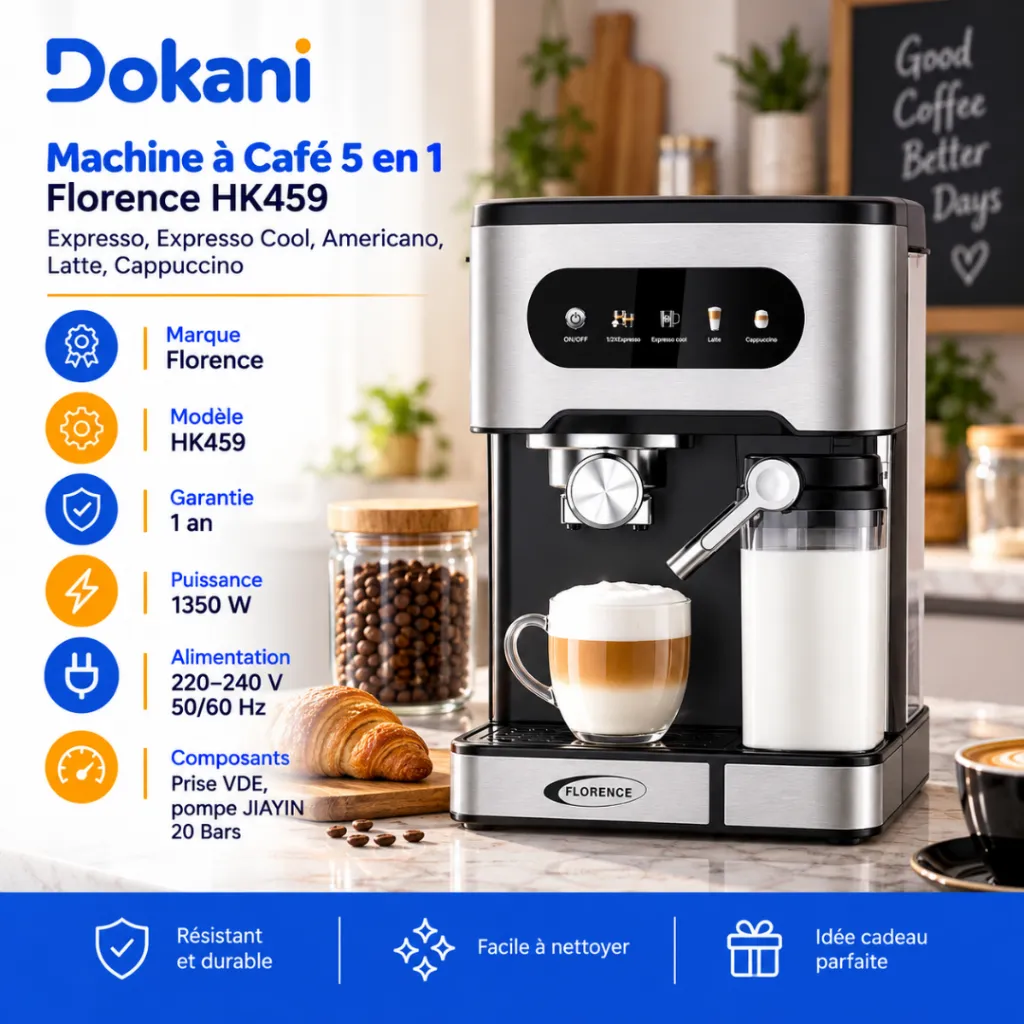 Dokani
Machine à Café 5 en 1
Florence HK459
Expresso, Expresso Cool, Americano,
Latte, Cappuccino
Marque
Florence
Modèle
HK459
Garantie
1 an
Puissance
1350 W
Alimentation
220–240 V
50/60 Hz
Composants
Prise VDE,
pompe JIAYIN
20 Bars
Good
Coffee
Better
Days
ON/OFF 1/2XExpresso Expresso cool Latte Cappuccino
FLORENCE
Résistant
et durable
Facile à nettoyer
Idée cadeau
parfaite